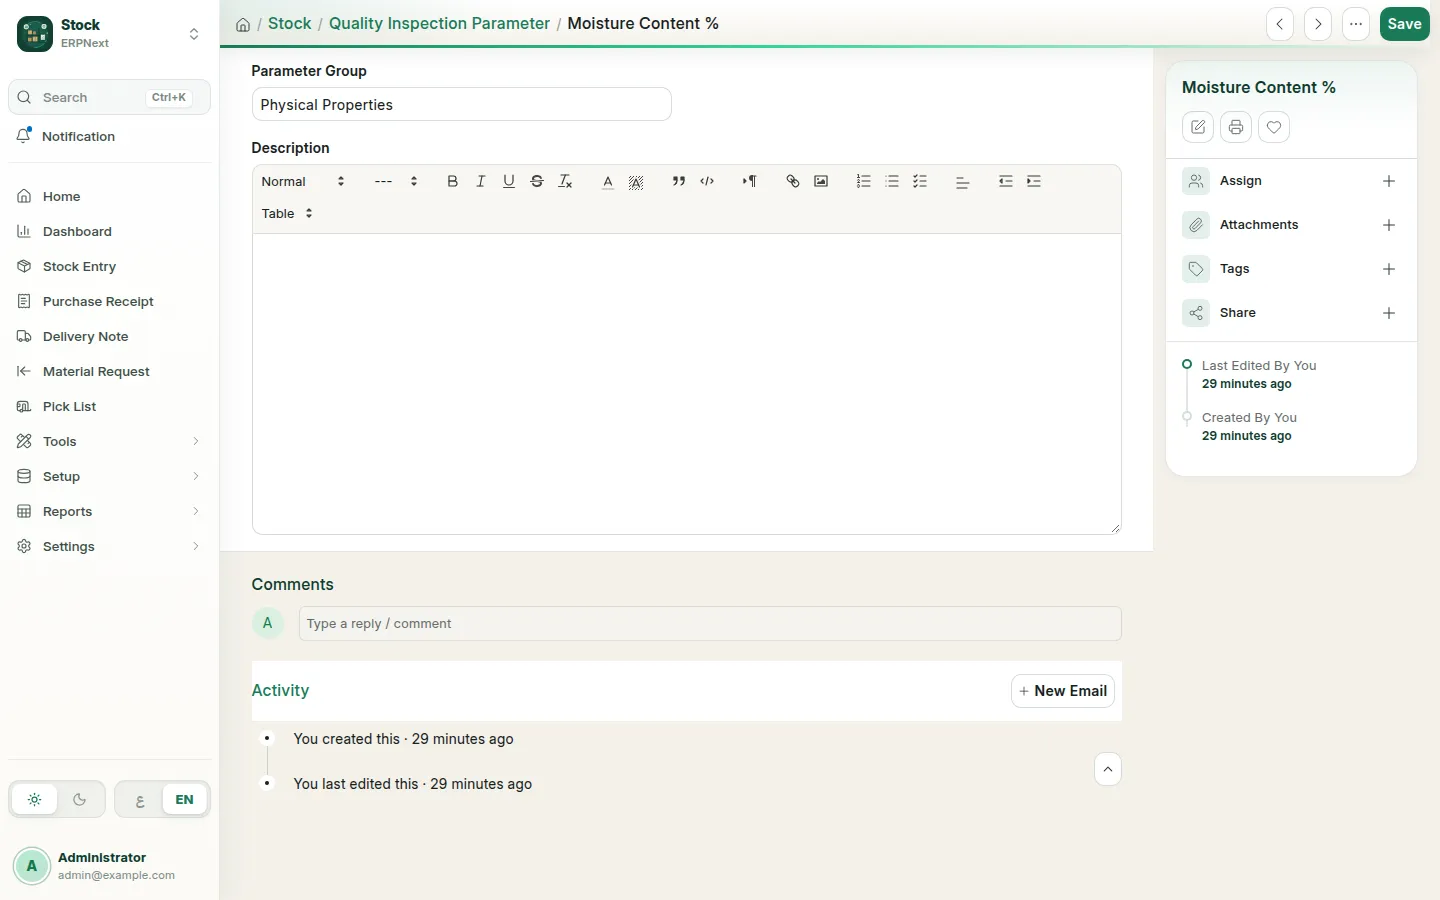 Stock
ERPNext
Search
Ctrl+K
Notification
Home
Dashboard
Stock Entry
Purchase Receipt
Delivery Note
Material Request
Pick List
Tools
Setup
Reports
Settings
ع
EN
A
Administrator
admin@example.com
/ Stock / Quality Inspection Parameter / Moisture Content %
Save
Parameter Group
Physical Properties
Description
Normal
---
Table
Comments
A
Type a reply / comment
Activity
New Email
You created this · 29 minutes ago
You last edited this · 29 minutes ago
Moisture Content %
Assign
Attachments
Tags
Share
Last Edited By You
29 minutes ago
Created By You
29 minutes ago